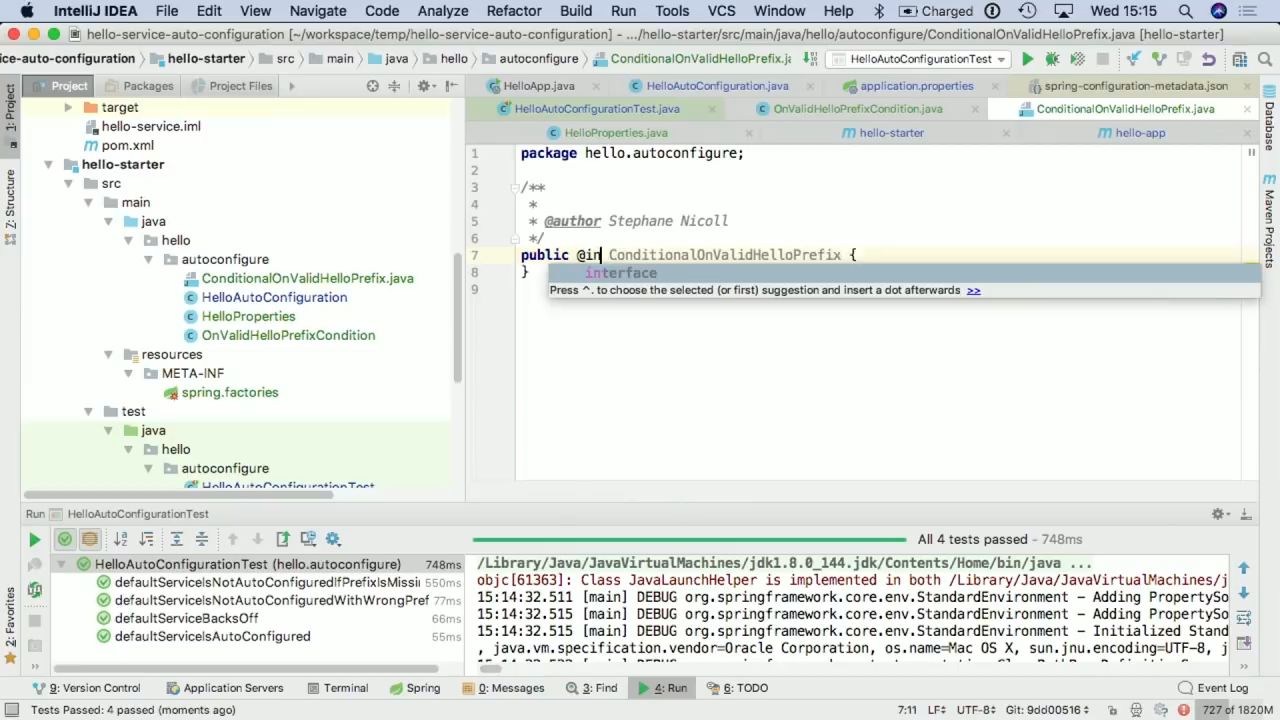 IntelliJ IDEA File Edit View Navigate Code Analyze Refactor Build Run Tools VCS Window Help Charged Wed 15:15
hello-service-auto-configuration [~/workspace/temp/hello-service-auto-configuration] - .../hello-starter/src/main/java/hello/autoconfigure/ConditionalOnValidHelloPrefix.java [hello-starter]
ce-auto-configuration hello-starter src main java hello autoconfigure ConditionalOnValidHelloPrefix.ja HelloAutoConfigurationTest
Project Packages Project Files
HelloApp.java HelloAutoConfiguration.java application.properties spring-configuration-metadata.json
HelloAutoConfigurationTest.java OnValidHelloPrefixCondition.java ConditionalOnValidHelloPrefix.java
HelloProperties.java hello-starter hello-app
1: Project
Z: Structure
2: Favorites
Database
Maven Projects
target
hello-service.iml
pom.xml
hello-starter
src
main
java
hello
autoconfigure
ConditionalOnValidHelloPrefix.java
HelloAutoConfiguration
HelloProperties
OnValidHelloPrefixCondition
resources
META-INF
spring.factories
test
java
hello
autoconfigure
HelloAutoConfigurationTest
1 package hello.autoconfigure;
2
3 /**
4 *
5 * @author Stephane Nicoll
6 */
7 public @in ConditionalOnValidHelloPrefix {
8 }
9
interface
Press ^. to choose the selected (or first) suggestion and insert a dot afterwards >>
Run HelloAutoConfigurationTest
All 4 tests passed - 748ms
HelloAutoConfigurationTest (hello.autoconfigure) 748ms
defaultServiceIsNotAutoConfiguredIfPrefixIsMissin 550ms
defaultServiceIsNotAutoConfiguredWithWrongPref 77ms
defaultServiceBacksOff 66ms
defaultServiceIsAutoConfigured 55ms
/Library/Java/JavaVirtualMachines/jdk1.8.0_144.jdk/Contents/Home/bin/java ...
objc[61363]: Class JavaLaunchHelper is implemented in both /Library/Java/JavaVirtualMachines/j
15:14:32.511 [main] DEBUG org.springframework.core.env.StandardEnvironment - Adding PropertySo
15:14:32.515 [main] DEBUG org.springframework.core.env.StandardEnvironment - Adding PropertySo
15:14:32.515 [main] DEBUG org.springframework.core.env.StandardEnvironment - Initialized Stand
, java.vm.specification.vendor=Oracle Corporation, os.name=Mac OS X, sun.jnu.encoding=UTF-8, j
9: Version Control Application Servers Terminal Spring 0: Messages 3: Find 4: Run 6: TODO Event Log
Tests Passed: 4 passed (moments ago) 7:11 LF÷ UTF-8÷ Git: 9dd00516÷ 727 of 1820M